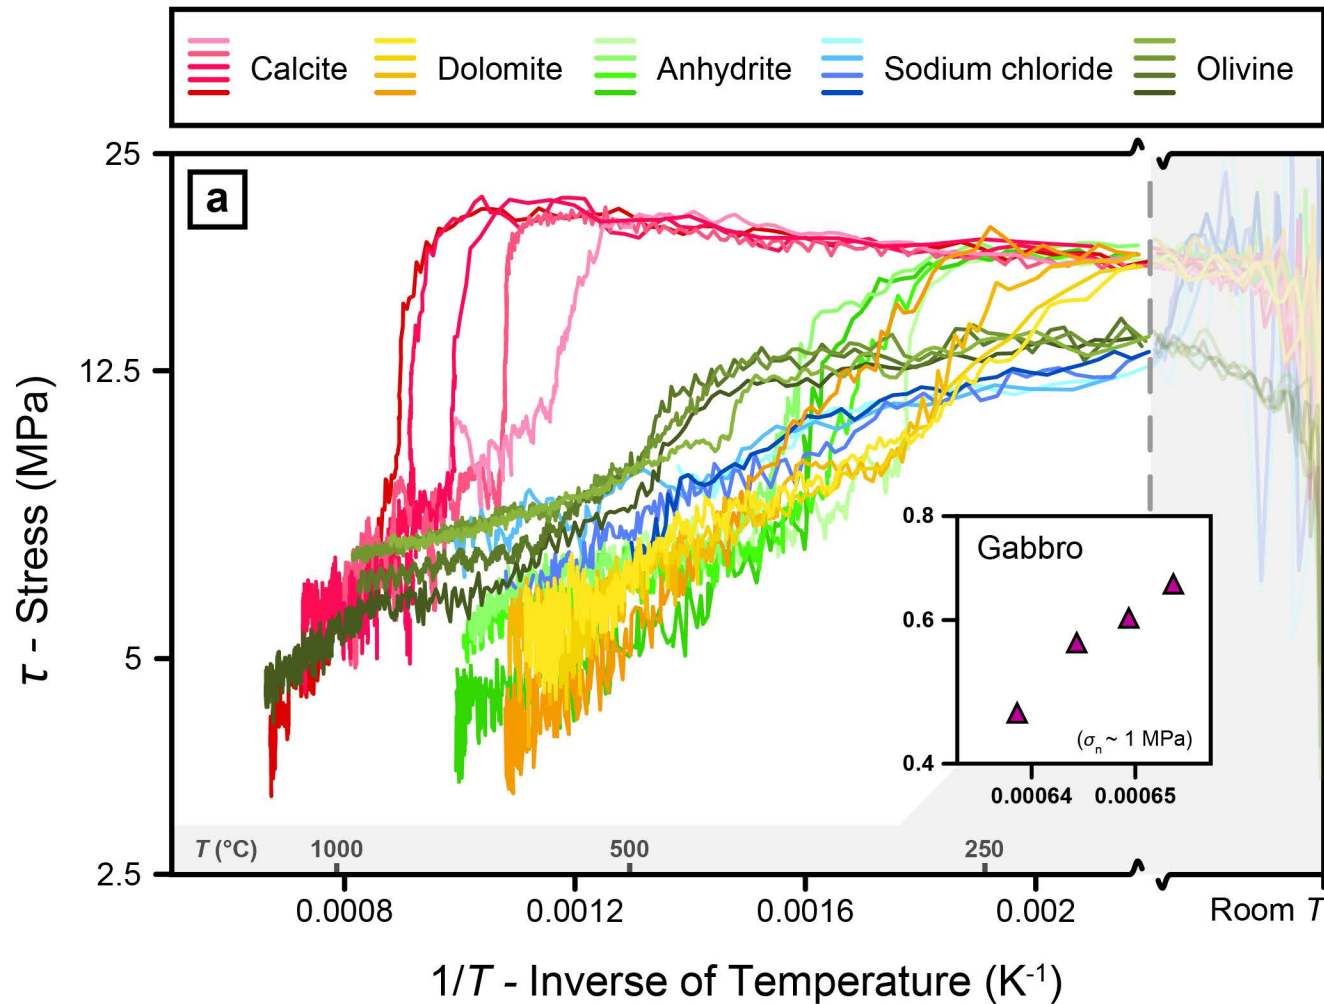 Calcite Dolomite Anhydrite Sodium chloride Olivine
a
25
12.5
5
2.5
τ - Stress (MPa)
Gabbro
0.8
0.6
0.4
(σn ~ 1 MPa)
0.00064 0.00065
T (°C) 1000 500 250
0.0008 0.0012 0.0016 0.002 Room T
1/T - Inverse of Temperature (K-1)